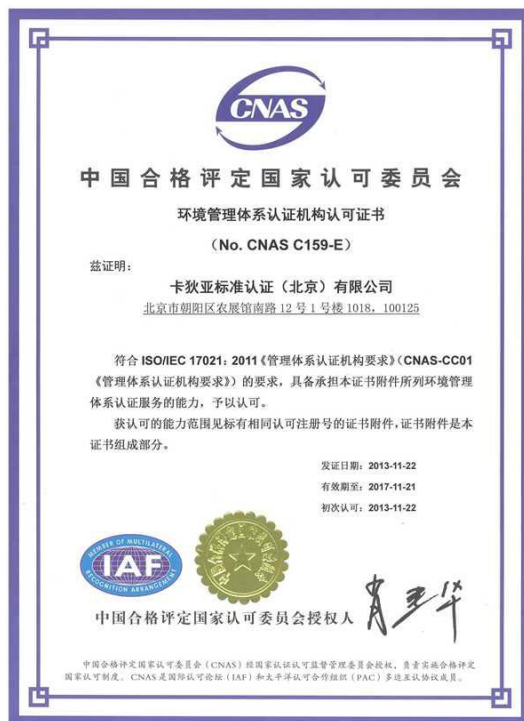 CNAS
中国合格评定国家认可委员会
环境管理体系认证机构认可证书
（No. CNAS C159-E）
兹证明：
卡狄亚标准认证（北京）有限公司
北京市朝阳区农展馆南路 12 号 1 号楼 1018，100125
符合 ISO/IEC 17021: 2011《管理体系认证机构要求》（CNAS-CC01
《管理体系认证机构要求》）的要求，具备承担本证书附件所列环境管理
体系认证服务的能力，予以认可。
获认可的能力范围见标有相同认可注册号的证书附件，证书附件是本
证书组成部分。
发证日期：2013-11-22
有效期至：2017-11-21
初次认可：2013-11-22
MEMBER OF MULTILATERAL
IAF
RECOGNITION ARRANGEMENT
中国合格评定国家认可委员会授权人
中国合格评定国家认可委员会（CNAS）经国家认证认可监督管理委员会授权，负责实施合格评定
国家认可制度。CNAS 是国际认可论坛（IAF）和太平洋认可合作组织（PAC）多边互认协议成员。